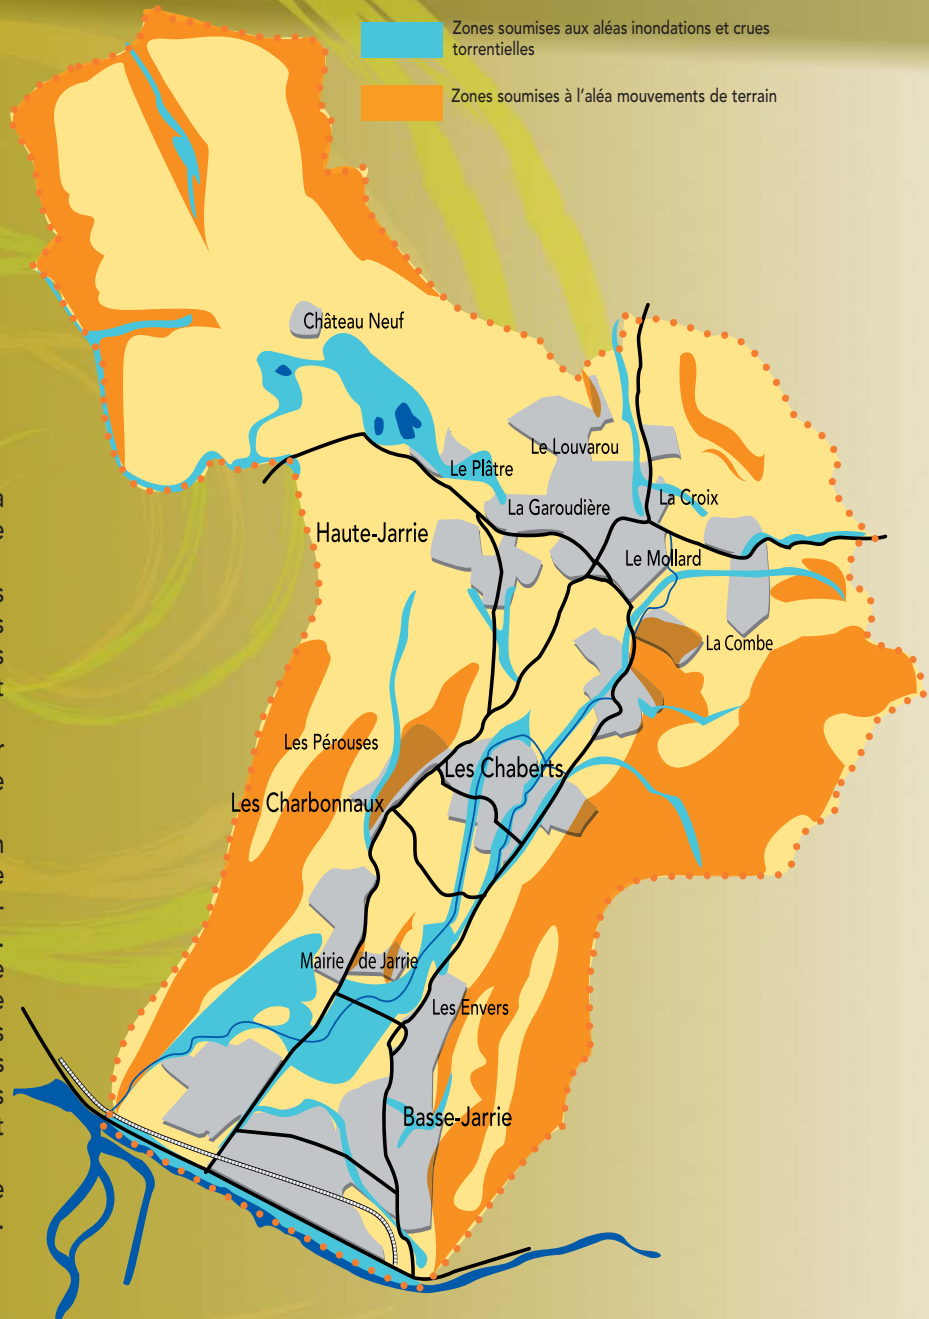 Zones soumises aux aléas inondations et crues
torrentielles
Zones soumises à l'aléa mouvements de terrain
Château Neuf
Le Louvarou
Le Plâtre
La Croix
La Garoudière
Haute-Jarrie
Le Mollard
La Combe
Les Pérouses
Les Chaberts
Les Charbonnaux
Mairie de Jarrie
Les Envers
Basse-Jarrie